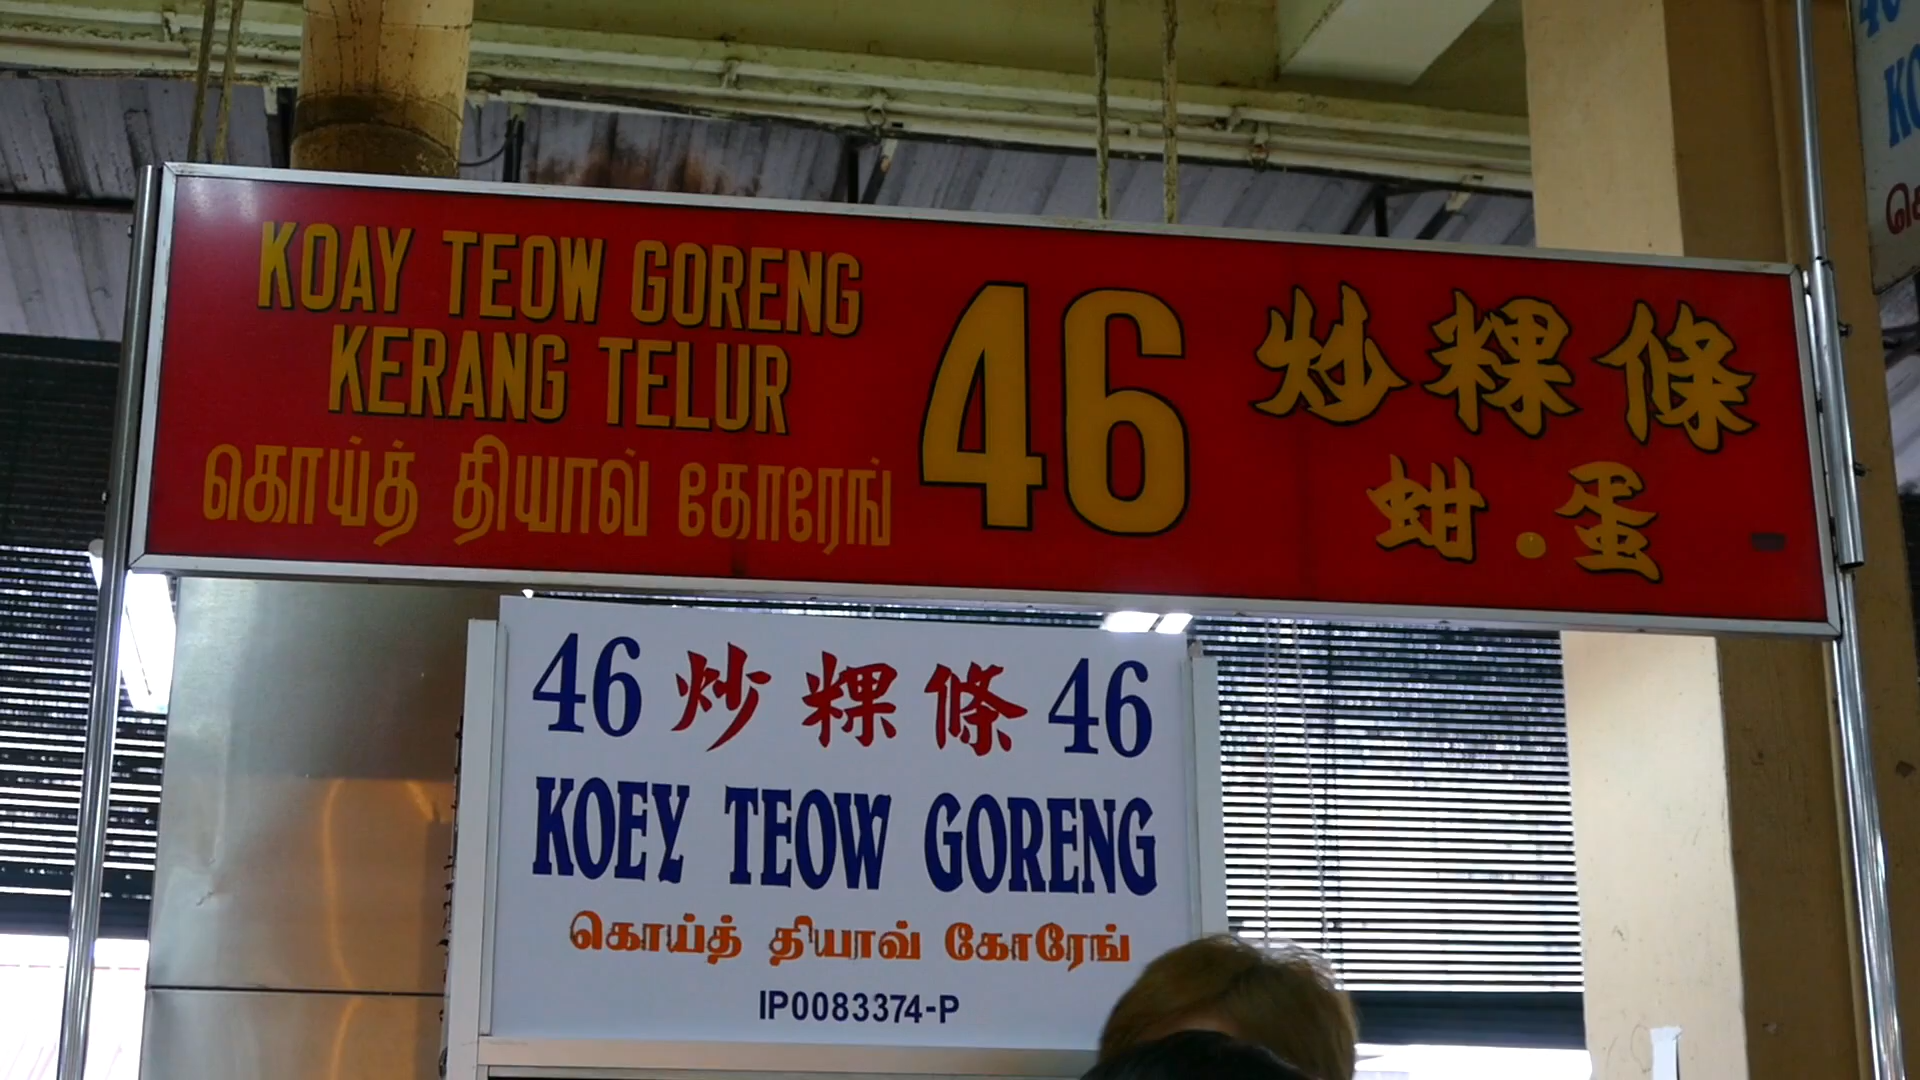 KOAY TEOW GORENG
KERANG TELUR
கொய்த் தியாவ் கோரேங்
46
炒粿條
蚶.蛋
46 炒粿條 46
KOEY TEOW GORENG
கொய்த் தியாவ் கோரேங்
IP0083374-P